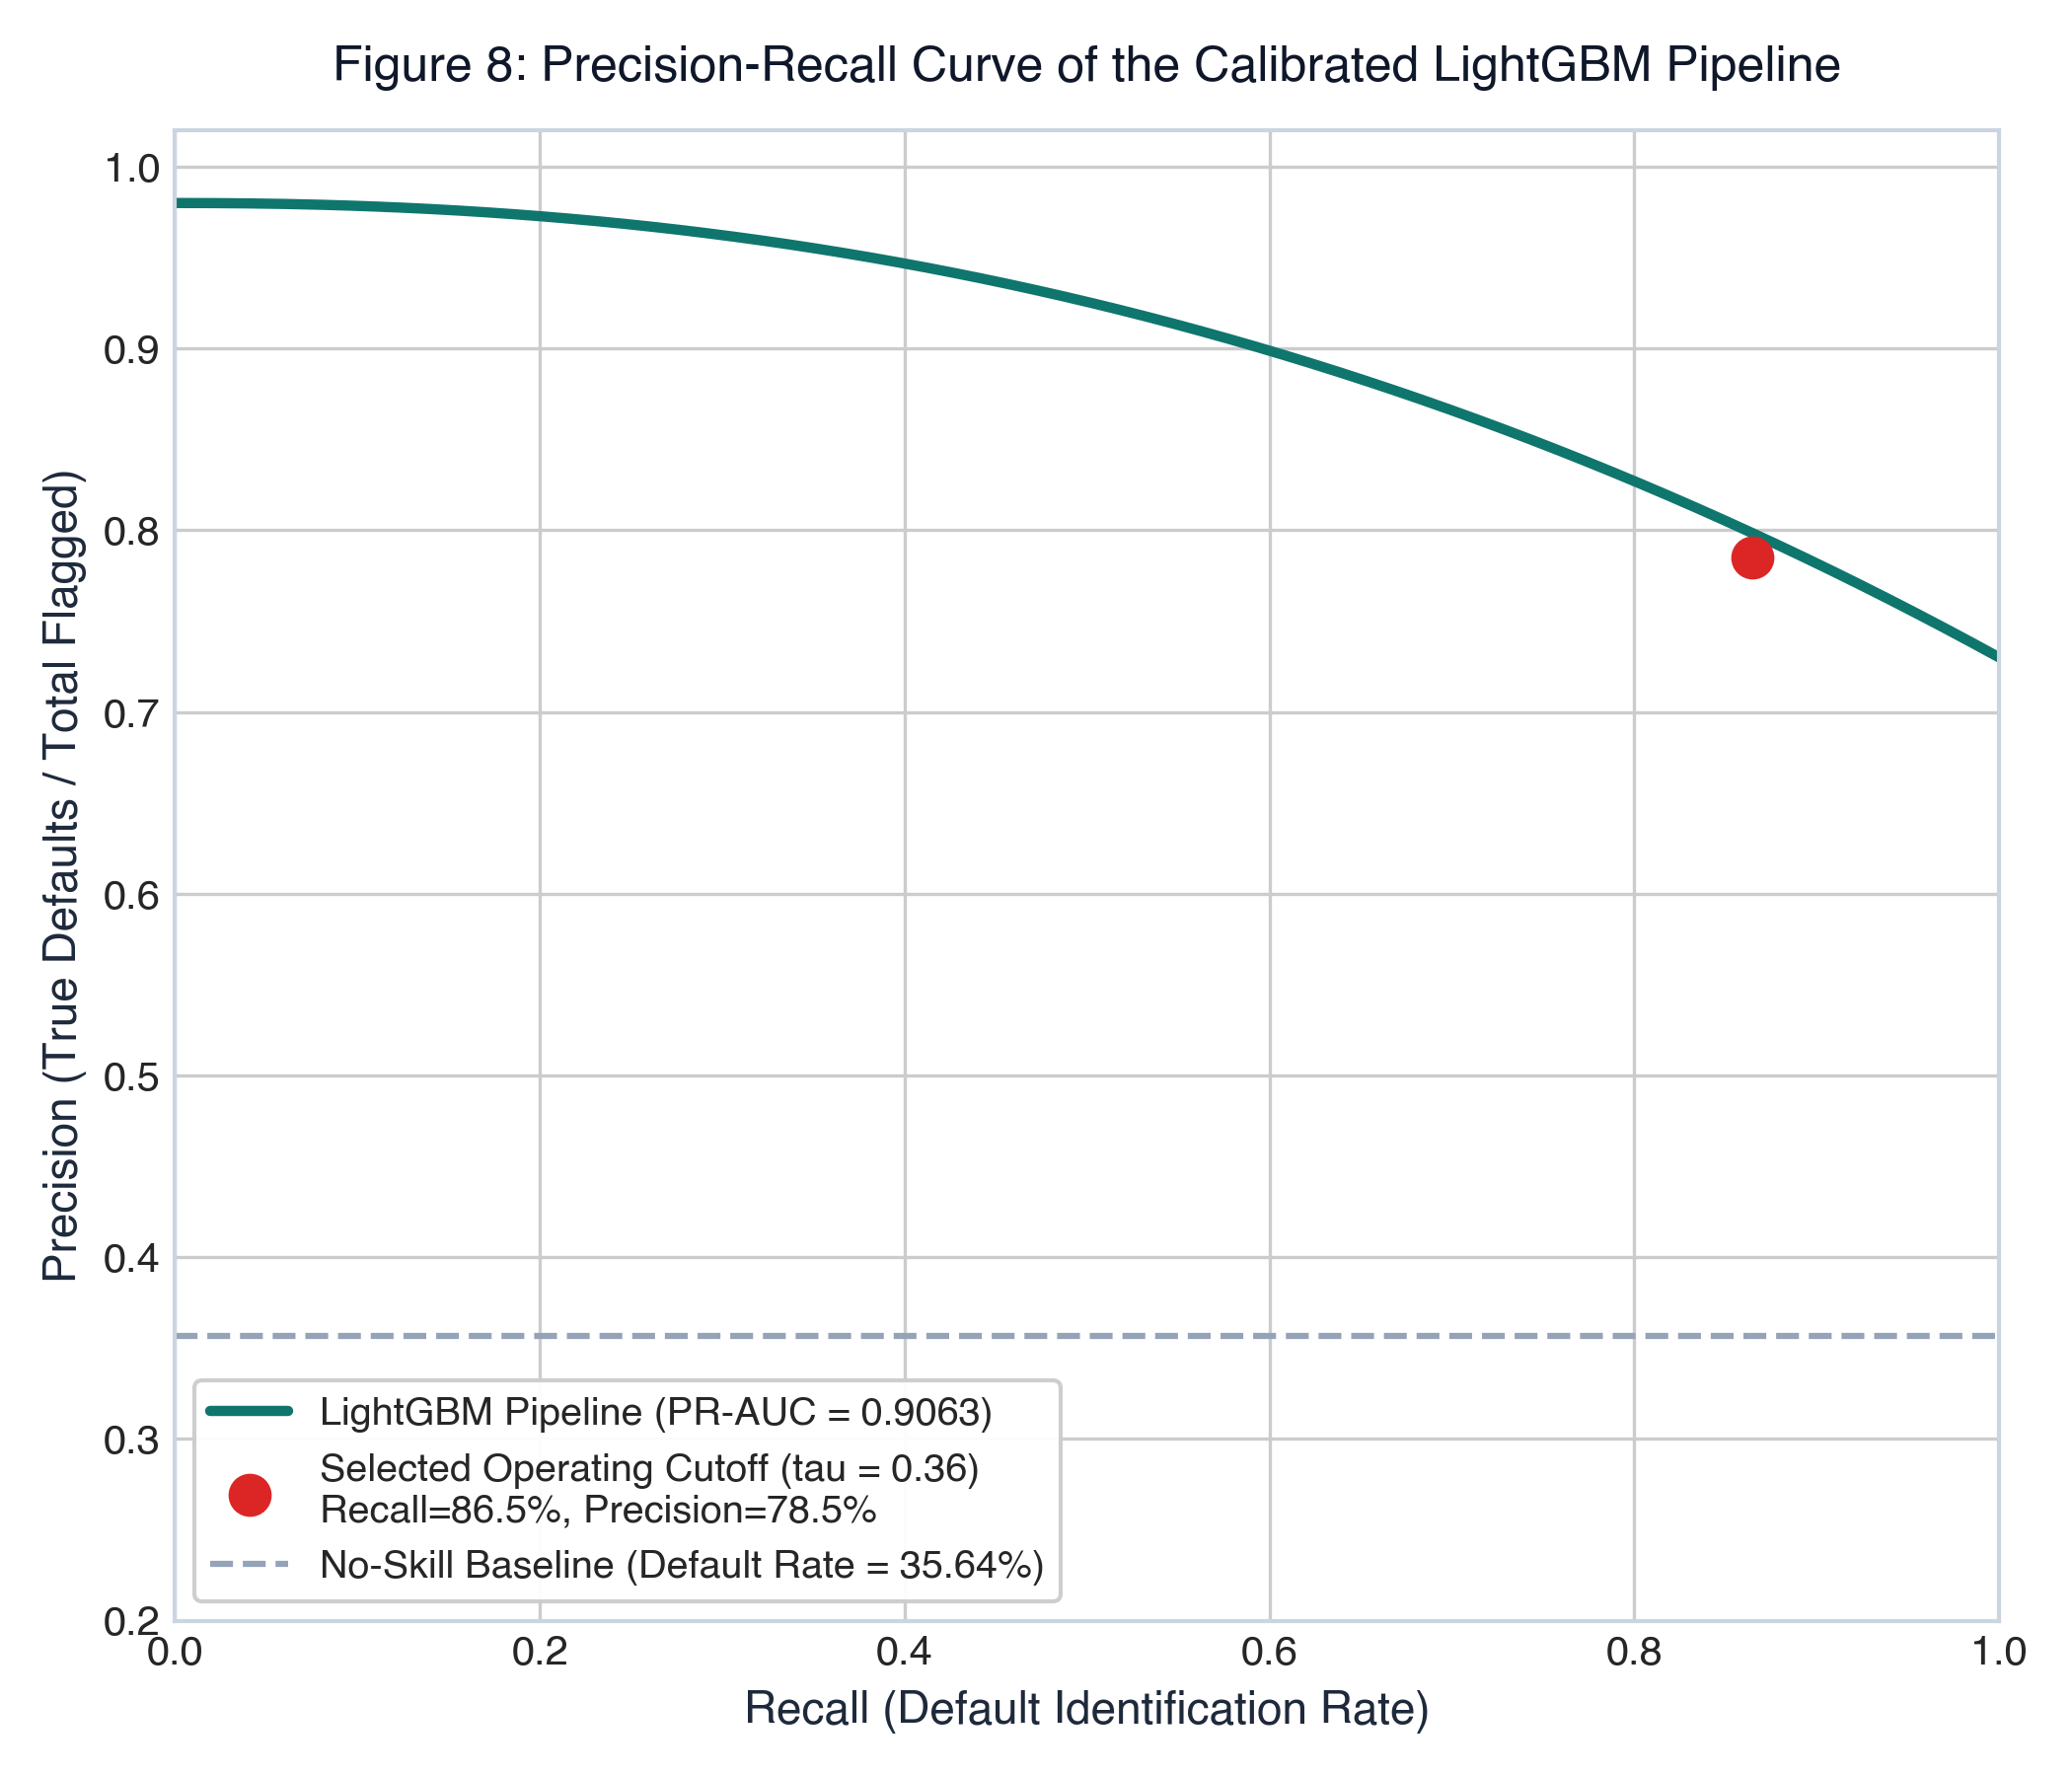 Figure 8: Precision-Recall Curve of the Calibrated LightGBM Pipeline
Precision (True Defaults / Total Flagged)
1.0
0.9
0.8
0.7
0.6
0.5
0.4
0.3
0.2
LightGBM Pipeline (PR-AUC = 0.9063)
Selected Operating Cutoff (tau = 0.36)
Recall=86.5%, Precision=78.5%
No-Skill Baseline (Default Rate = 35.64%)
0.0 0.2 0.4 0.6 0.8 1.0
Recall (Default Identification Rate)